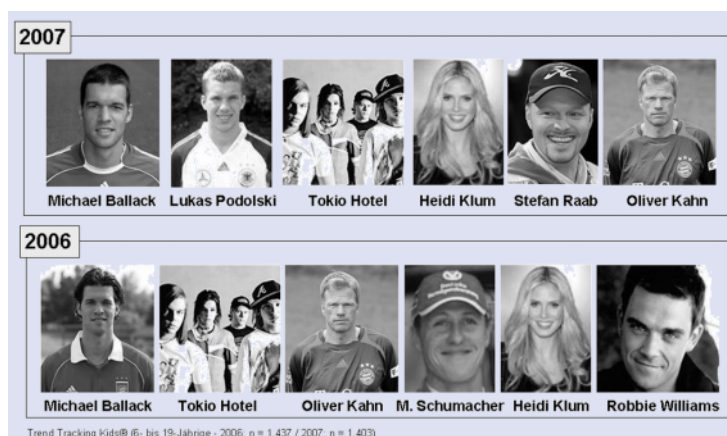 2007
Michael Ballack Lukas Podolski Tokio Hotel Heidi Klum Stefan Raab Oliver Kahn
2006
Michael Ballack Tokio Hotel Oliver Kahn M. Schumacher Heidi Klum Robbie Williams
Trend Tracking Kids® (6- bis 19-Jährige - 2006: n = 1.437 / 2007: n = 1.403)